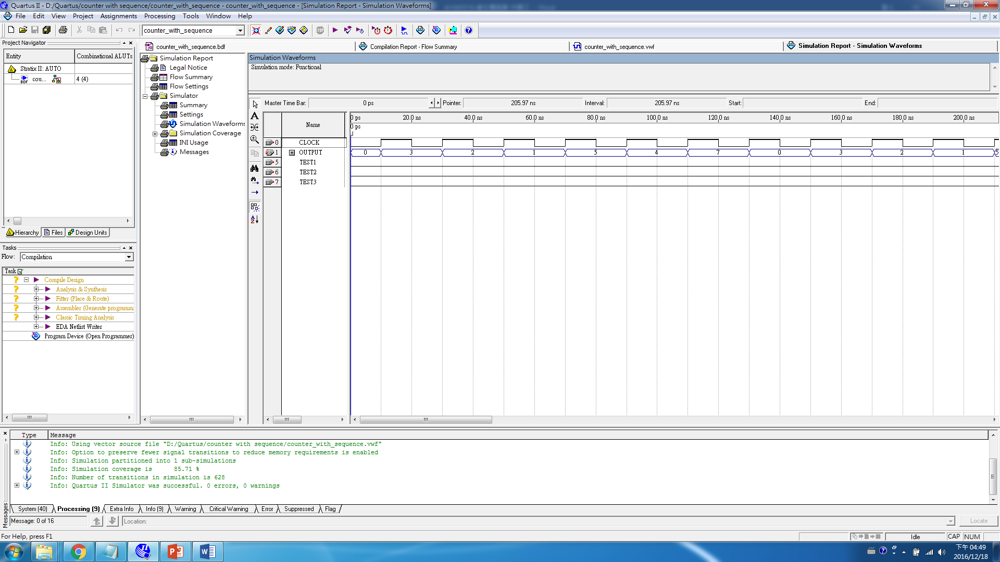 Quartus II - D:/Quartus/counter with sequence/counter_with_sequence - counter_with_sequence - [Simulation Report - Simulation Waveforms]
File Edit View Project Assignments Processing Tools Window Help
counter_with_sequence
Project Navigator
Entity Combinational ALUTs
Stratix II: AUTO
cou... 4 (4)
Hierarchy Files Design Units
Tasks
Flow: Compilation
Task
Compile Design
Analysis & Synthesis
Fitter (Place & Route)
Assembler (Generate programm
Classic Timing Analysis
EDA Netlist Writer
Program Device (Open Programmer)
counter_with_sequence.bdf Compilation Report - Flow Summary counter_with_sequence.vwf Simulation Report - Simulation Waveforms
Simulation Report
Legal Notice
Flow Summary
Flow Settings
Simulator
Summary
Settings
Simulation Waveforms
Simulation Coverage
INI Usage
Messages
Simulation Waveforms
Simulation mode: Functional
Master Time Bar: 0 ps Pointer: 205.97 ns Interval: 205.97 ns Start: End:
Name
0 ps 20.0 ns 40.0 ns 60.0 ns 80.0 ns 100.0 ns 120.0 ns 140.0 ns 160.0 ns 180.0 ns 200.0 ns
0 ps
0 CLOCK
1 OUTPUT 0 3 2 1 5 4 7 0 3 2 1 5
5 TEST1
6 TEST2
7 TEST3
Type Message
Info: Using vector source file "D:/Quartus/counter with sequence/counter_with_sequence.vwf"
Info: Option to preserve fewer signal transitions to reduce memory requirements is enabled
Info: Simulation partitioned into 1 sub-simulations
Info: Simulation coverage is 85.71 %
Info: Number of transitions in simulation is 628
Info: Quartus II Simulator was successful. 0 errors, 0 warnings
System (40) Processing (9) Extra Info Info (9) Warning Critical Warning Error Suppressed Flag
Messages
Message: 0 of 16 Location: Locate
For Help, press F1 Idle CAP NUM
下午 04:49
2016/12/18